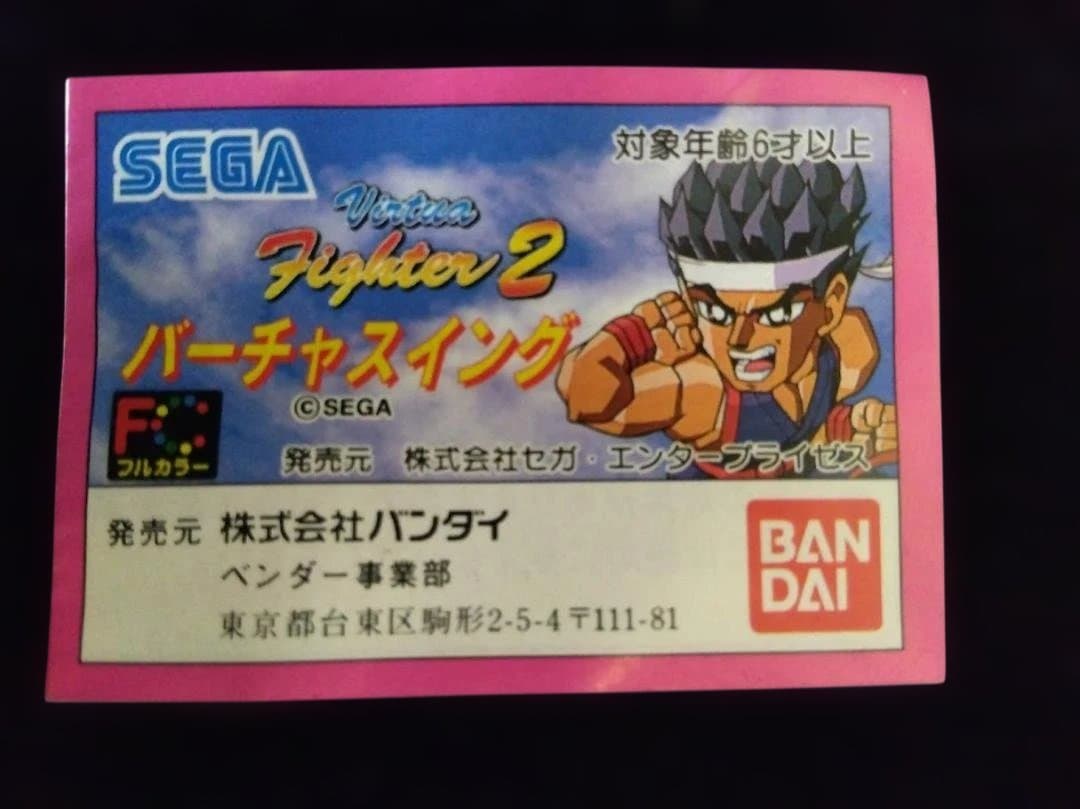 SEGA
対象年齢6才以上
Virtua
Fighter 2
バーチャスイング
©SEGA
FC
フルカラー
発売元 株式会社セガ・エンタープライゼス
発売元 株式会社バンダイ
ベンダー事業部
東京都台東区駒形2-5-4〒111-81
BAN
DAI